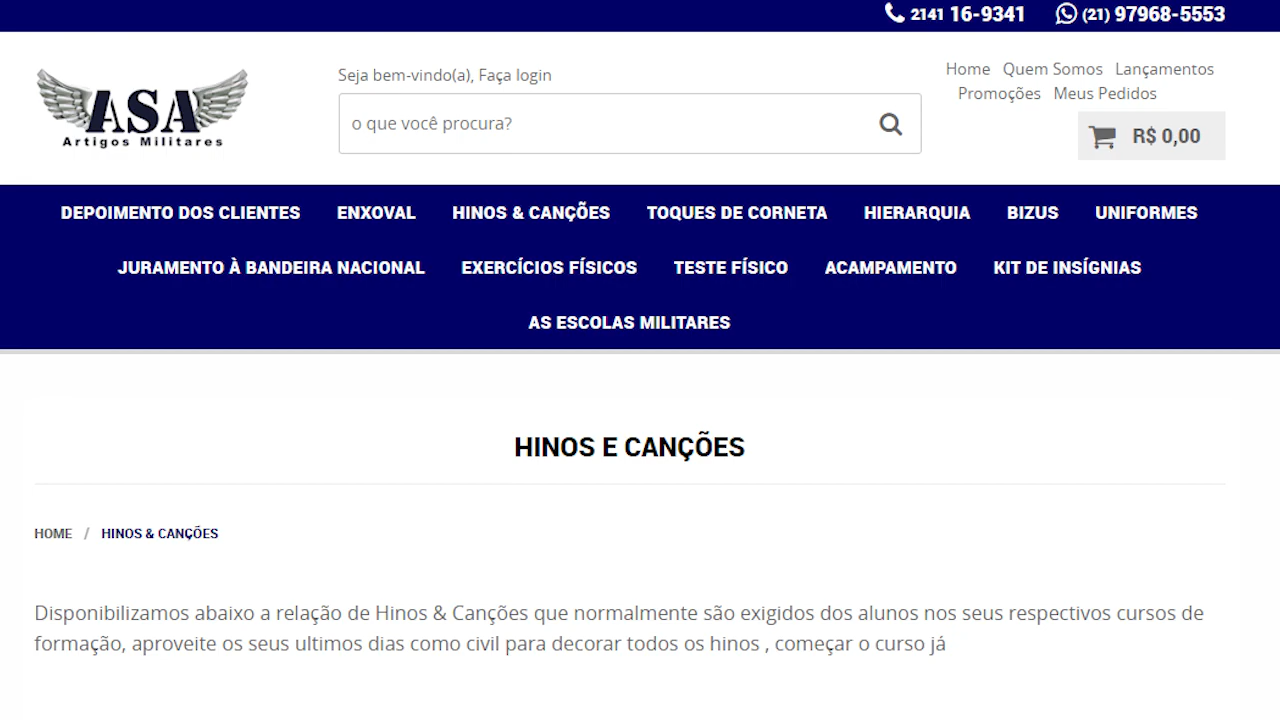 2141 16-9341 (21) 97968-5553
ASA
Artigos Militares
Seja bem-vindo(a), Faça login
o que você procura?
Home Quem Somos Lançamentos
Promoções Meus Pedidos
R$ 0,00
DEPOIMENTO DOS CLIENTES ENXOVAL HINOS & CANÇÕES TOQUES DE CORNETA HIERARQUIA BIZUS UNIFORMES
JURAMENTO À BANDEIRA NACIONAL EXERCÍCIOS FÍSICOS TESTE FÍSICO ACAMPAMENTO KIT DE INSÍGNIAS
AS ESCOLAS MILITARES
HINOS E CANÇÕES
HOME / HINOS & CANÇÕES
Disponibilizamos abaixo a relação de Hinos & Canções que normalmente são exigidos dos alunos nos seus respectivos cursos de
formação, aproveite os seus ultimos dias como civil para decorar todos os hinos , começar o curso já